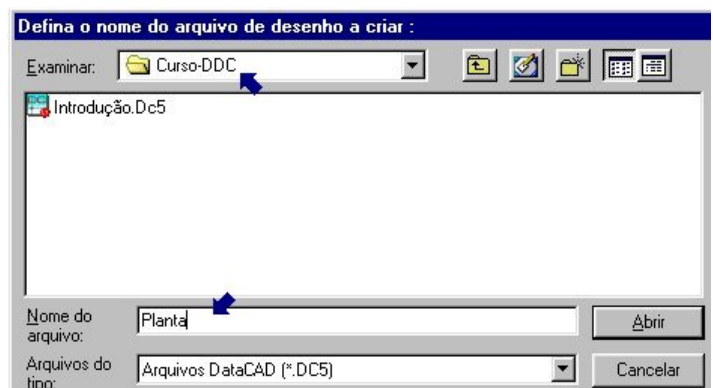 Defina o nome do arquivo de desenho a criar :
Examinar: Curso-DDC
Introdução.Dc5
Nome do arquivo: Planta Abrir
Arquivos do tipo: Arquivos DataCAD (*.DC5) Cancelar